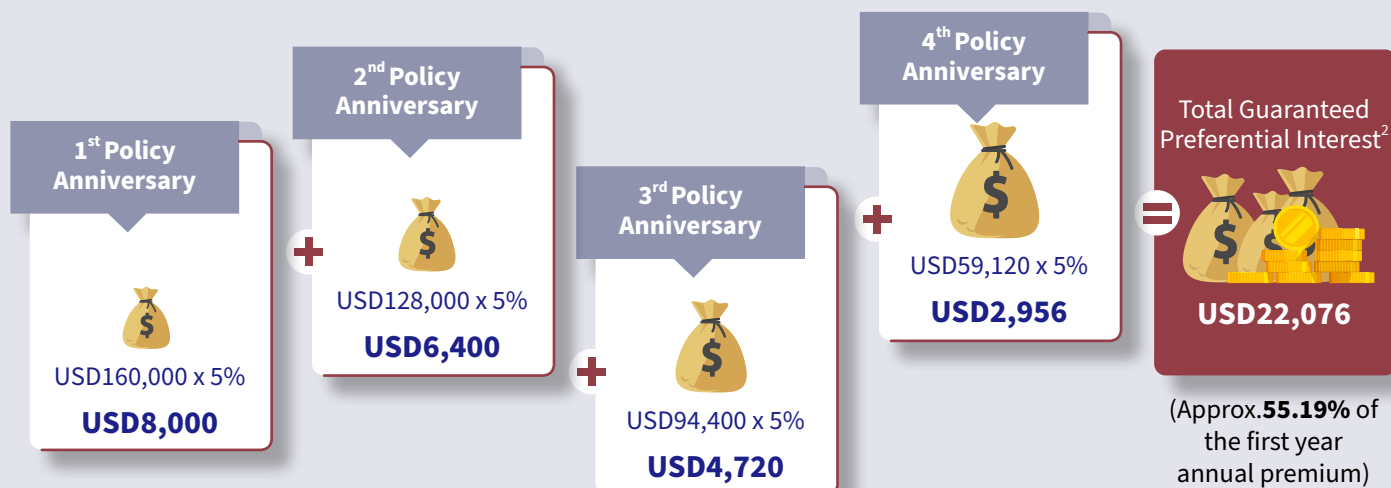 1st Policy
Anniversary
USD160,000 x 5%
USD8,000
+
2nd Policy
Anniversary
USD128,000 x 5%
USD6,400
+
3rd Policy
Anniversary
USD94,400 x 5%
USD4,720
+
4th Policy
Anniversary
USD59,120 x 5%
USD2,956
=
Total Guaranteed
Preferential Interest2
USD22,076
(Approx.55.19% of
the first year
annual premium)